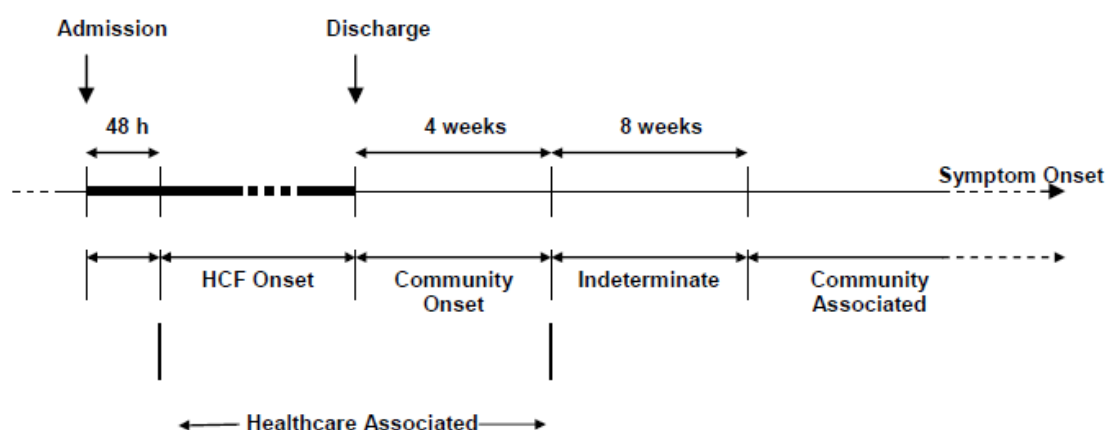 Admission
Discharge
48 h
4 weeks
8 weeks
Symptom Onset
HCF Onset
Community
Onset
Indeterminate
Community
Associated
Healthcare Associated